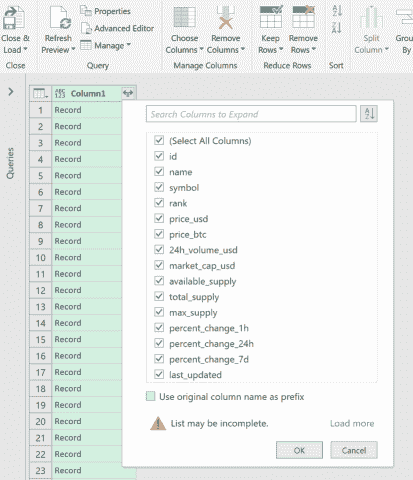 Close &
Load
Close
Refresh
Preview
Properties
Advanced Editor
Manage
Query
Choose
Columns
Remove
Columns
Manage Columns
Keep
Rows
Remove
Rows
Reduce Rows
Sort
Split
Column
Grou
By
Queries
ABC
123
Column1
1 Record
2 Record
3 Record
4 Record
5 Record
6 Record
7 Record
8 Record
9 Record
10 Record
11 Record
12 Record
13 Record
14 Record
15 Record
16 Record
17 Record
18 Record
19 Record
20 Record
21 Record
22 Record
23 Record
Search Columns to Expand
(Select All Columns)
id
name
symbol
rank
price_usd
price_btc
24h_volume_usd
market_cap_usd
available_supply
total_supply
max_supply
percent_change_1h
percent_change_24h
percent_change_7d
last_updated
Use original column name as prefix
List may be incomplete.
Load more
OK
Cancel